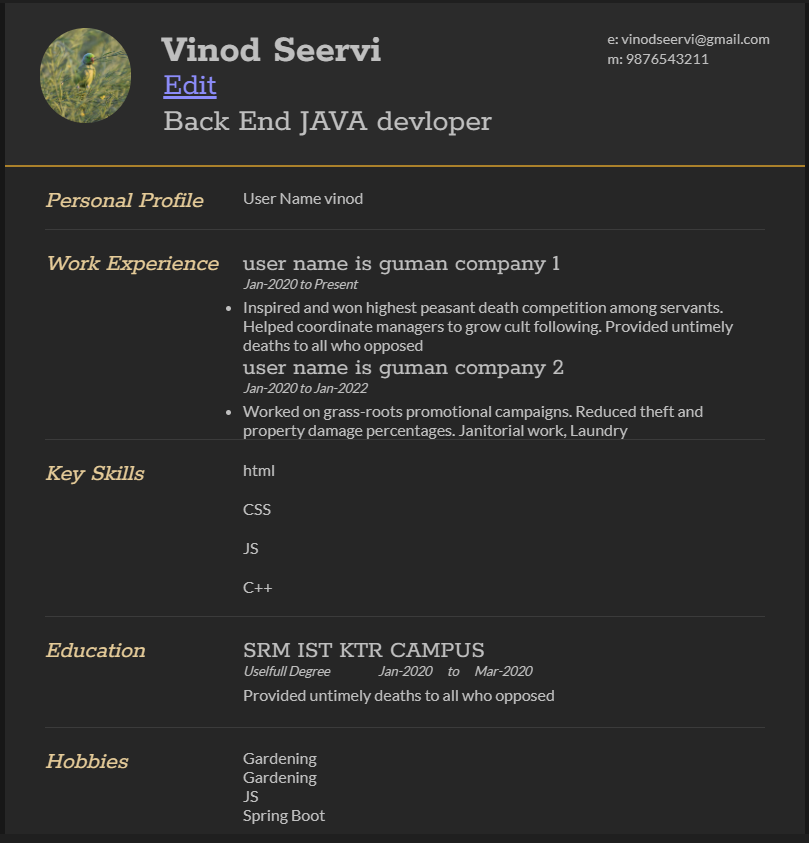 Vinod Seervi
e: vinodseervi@gmail.com
m: 9876543211
Edit
Back End JAVA devloper
Personal Profile
User Name vinod
Work Experience
user name is guman company 1
Jan-2020 to Present
• Inspired and won highest peasant death competition among servants.
Helped coordinate managers to grow cult following. Provided untimely
deaths to all who opposed
user name is guman company 2
Jan-2020 to Jan-2022
• Worked on grass-roots promotional campaigns. Reduced theft and
property damage percentages. Janitorial work, Laundry
Key Skills
html
CSS
JS
C++
Education
SRM IST KTR CAMPUS
Usefull Degree Jan-2020 to Mar-2020
Provided untimely deaths to all who opposed
Hobbies
Gardening
Gardening
JS
Spring Boot